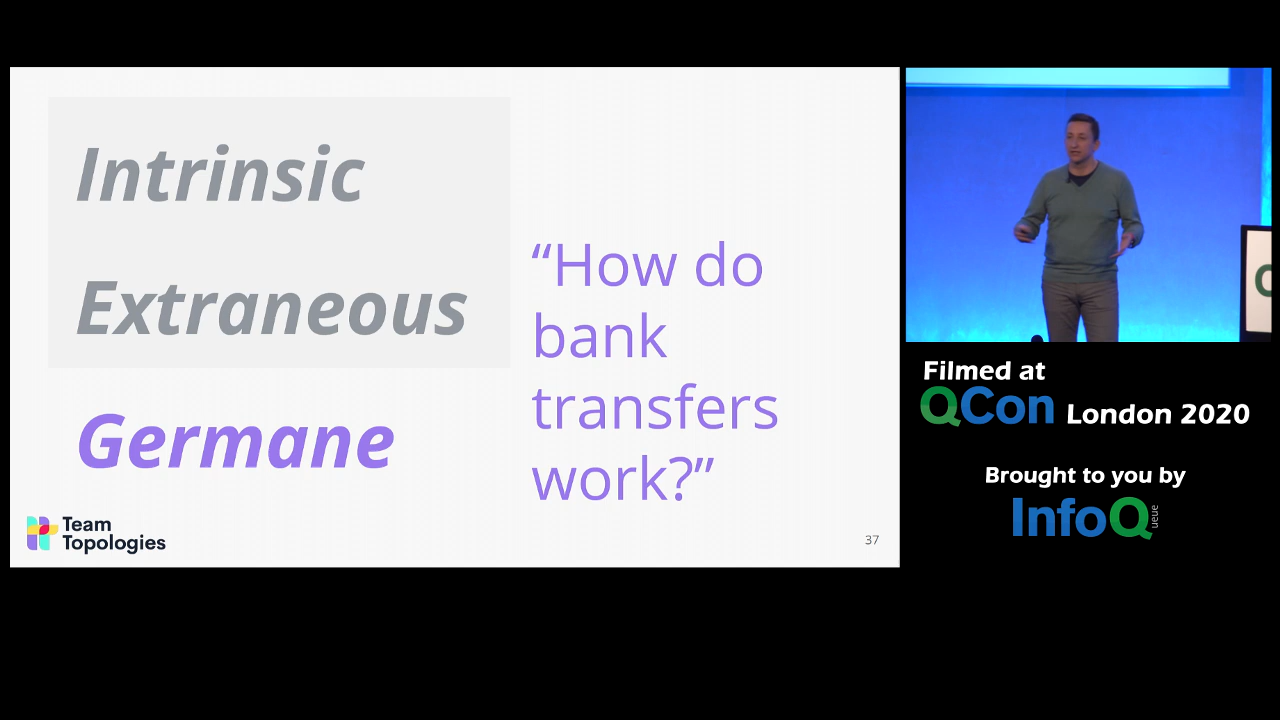 Intrinsic
Extraneous
Germane
“How do
bank
transfers
work?”
Team
Topologies
37
Filmed at
QCon London 2020
Brought to you by
InfoQ
ueue